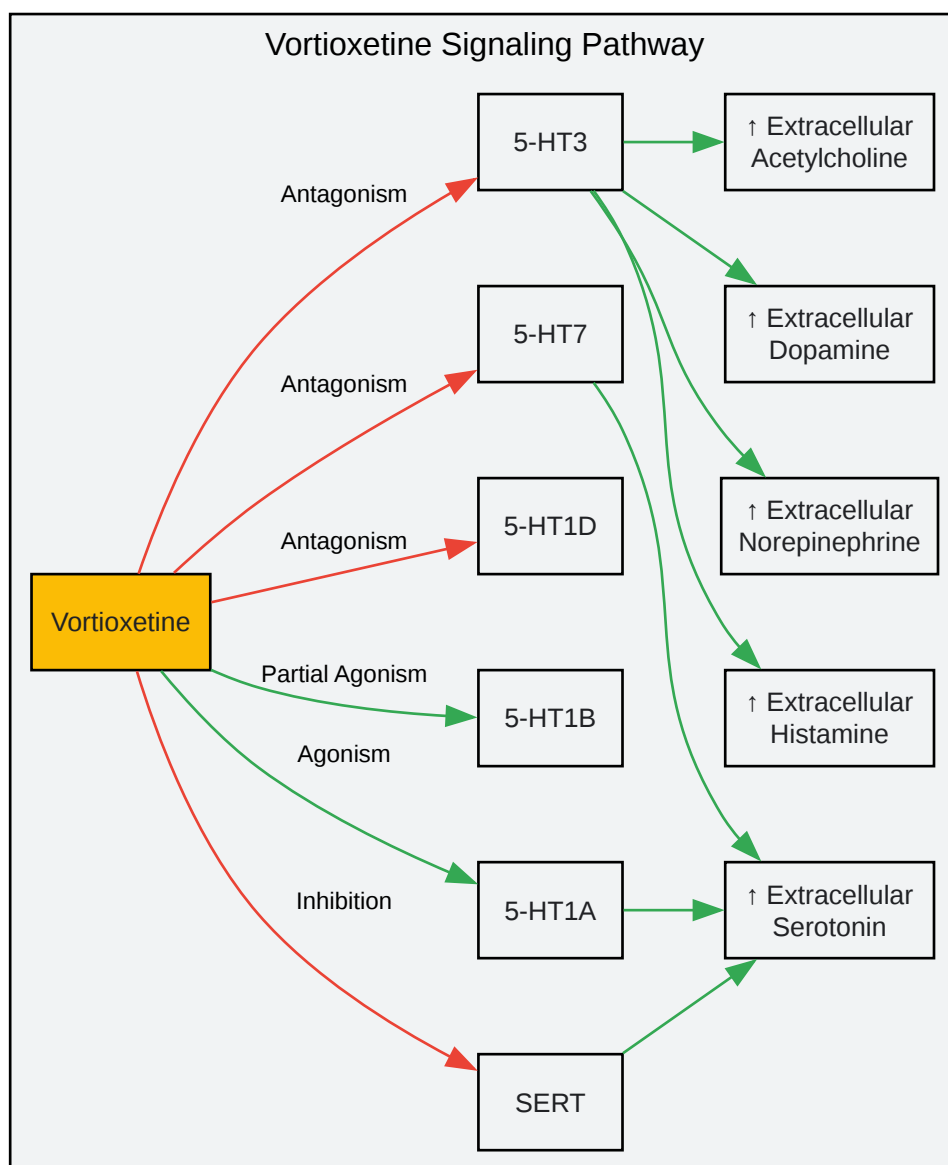 Vortioxetine Signaling Pathway
5-HT3
↑ Extracellular
Acetylcholine
Antagonism
5-HT7
↑ Extracellular
Dopamine
Antagonism
5-HT1D
↑ Extracellular
Norepinephrine
Antagonism
Vortioxetine
Partial Agonism
5-HT1B
↑ Extracellular
Histamine
Agonism
5-HT1A
↑ Extracellular
Serotonin
Inhibition
SERT